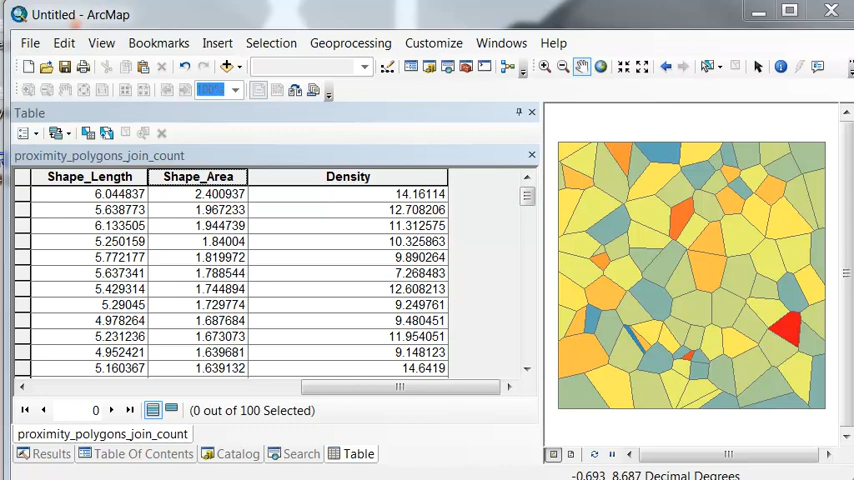 Untitled - ArcMap
File Edit View Bookmarks Insert Selection Geoprocessing Customize Windows Help
100%
Table
proximity_polygons_join_count
Shape_Length Shape_Area Density
6.044837 2.400937 14.16114
5.638773 1.967233 12.708206
6.133505 1.944739 11.312575
5.250159 1.84004 10.325863
5.772177 1.819972 9.890264
5.637341 1.788544 7.268483
5.429314 1.744894 12.608213
5.29045 1.729774 9.249761
4.978264 1.687684 9.480451
5.231236 1.673073 11.954051
4.952421 1.639681 9.148123
5.160367 1.639132 14.6419
0 (0 out of 100 Selected)
proximity_polygons_join_count
Results Table Of Contents Catalog Search Table
-0.693 8.687 Decimal Degrees